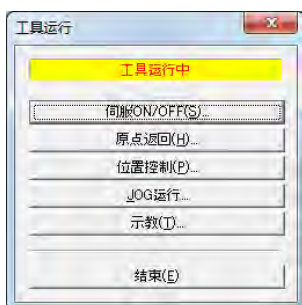 工具运行
工具运行中
伺服ON/OFF(S)...
原点返回(H)...
位置控制(P)...
JOG运行...
示教(T)...
结束(E)